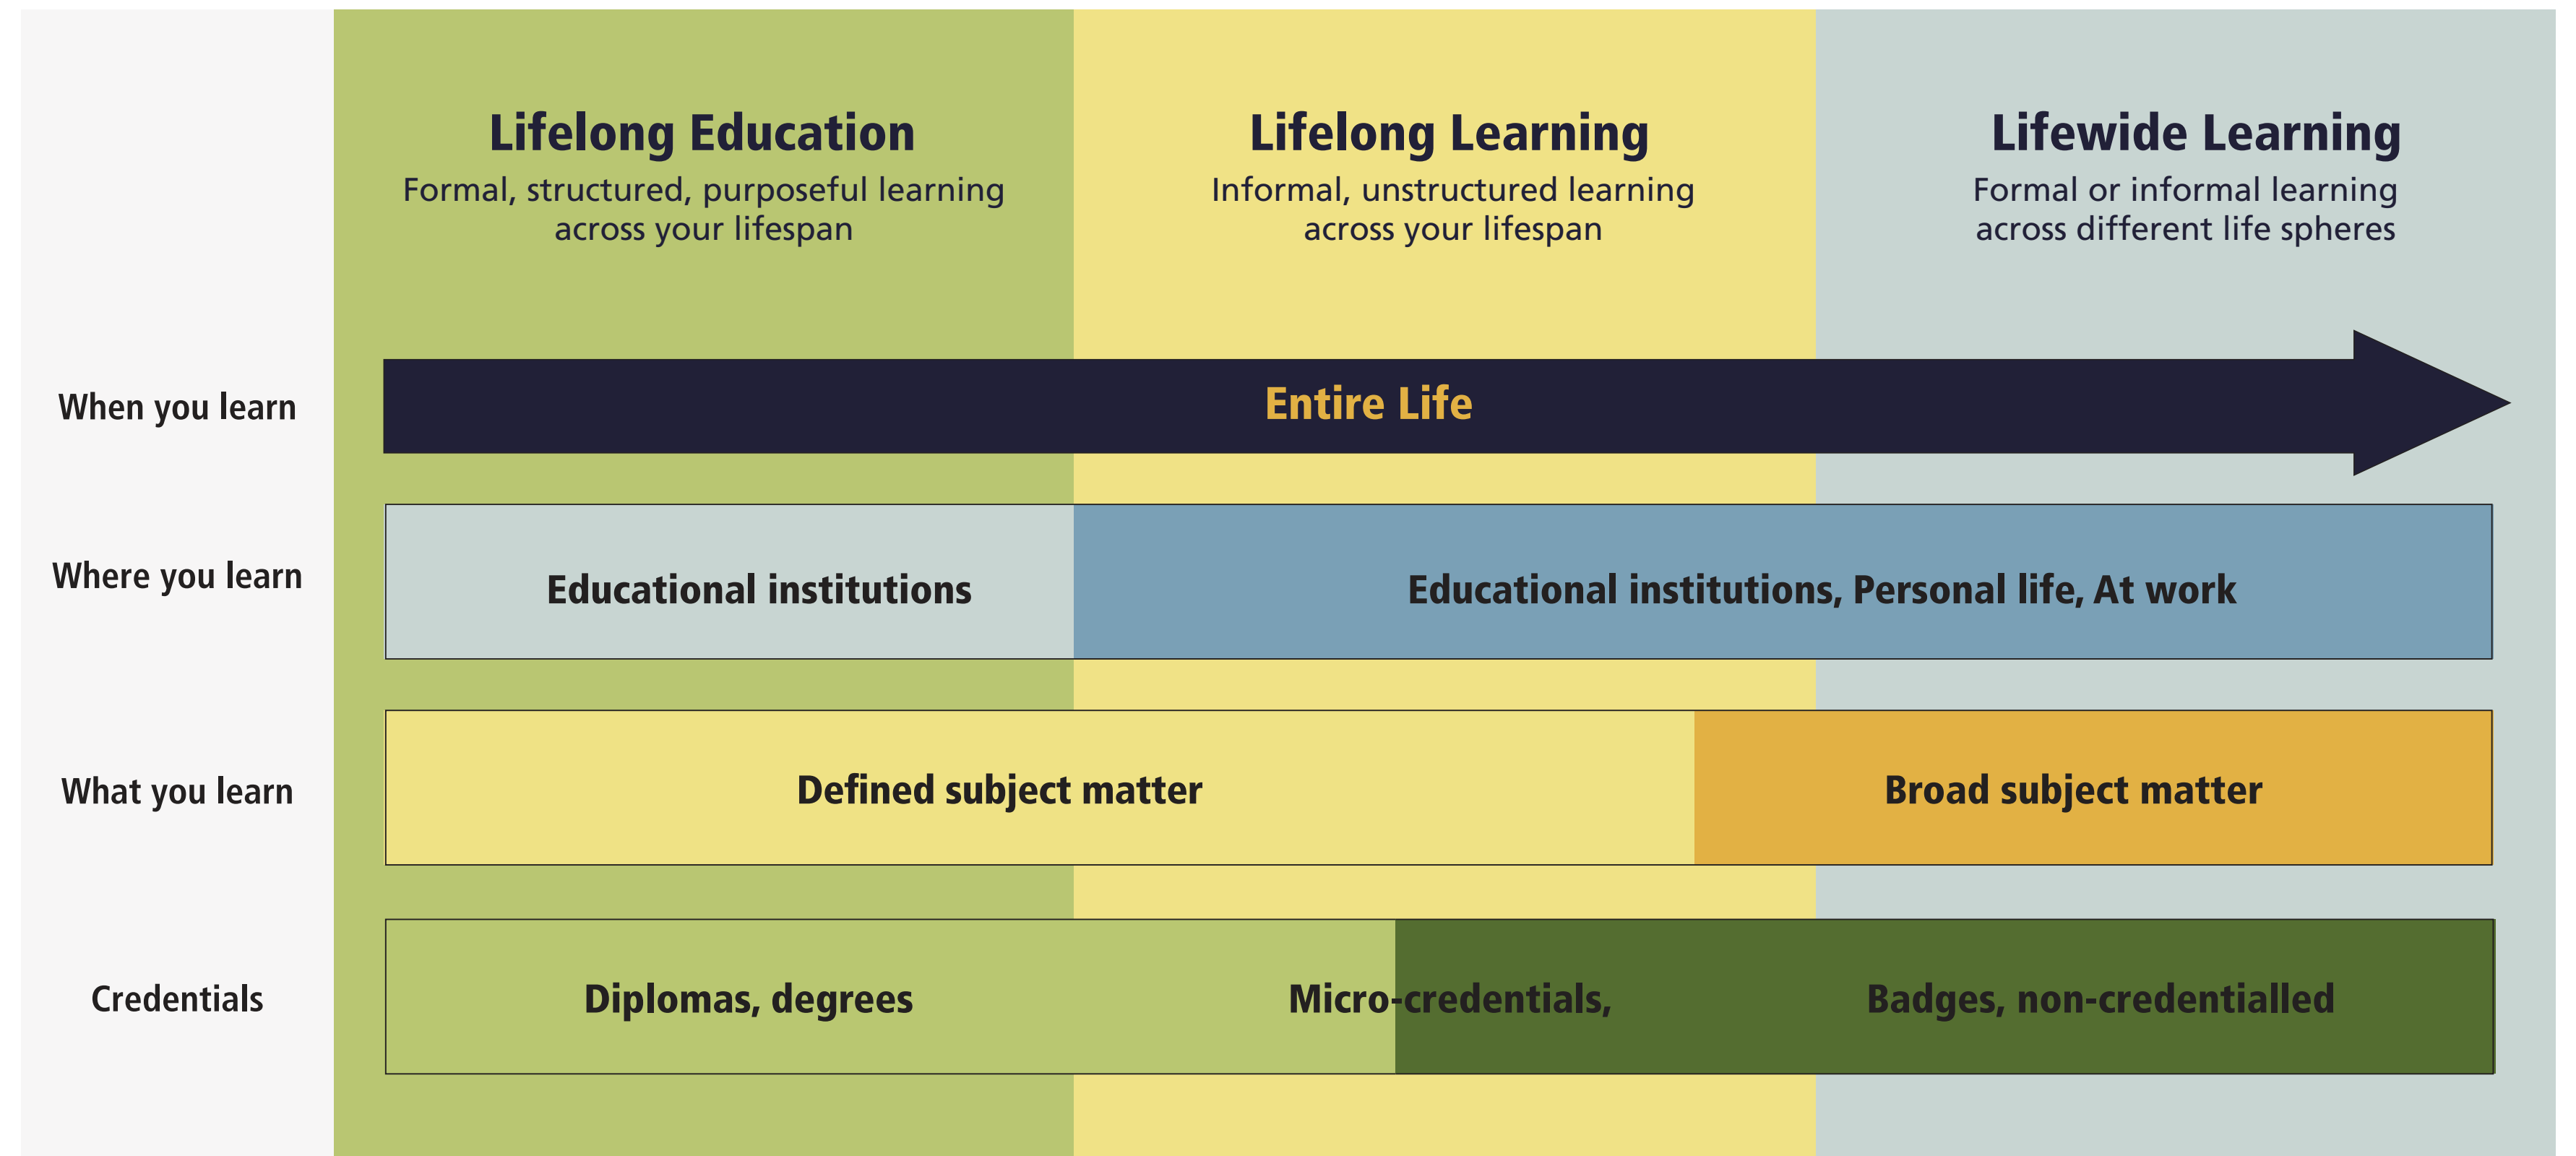 Lifelong Education
Formal, structured, purposeful learning
across your lifespan
Lifelong Learning
Informal, unstructured learning
across your lifespan
Lifewide Learning
Formal or informal learning
across different life spheres
When you learn
Entire Life
Where you learn
Educational institutions
Educational institutions, Personal life, At work
What you learn
Defined subject matter
Broad subject matter
Credentials
Diplomas, degrees
Micro-credentials,
Badges, non-credentialled